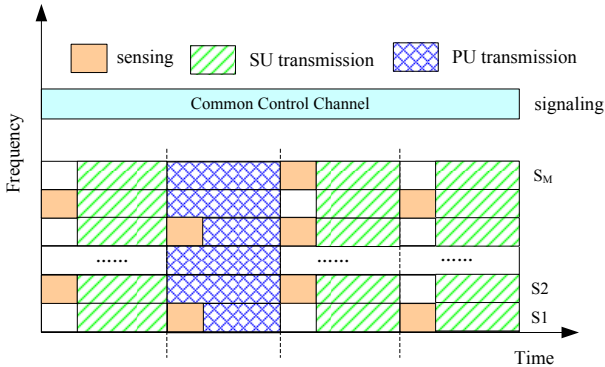 sensing
SU transmission
PU transmission
Common Control Channel
signaling
Frequency
S_M
......
......
......
S2
S1
Time